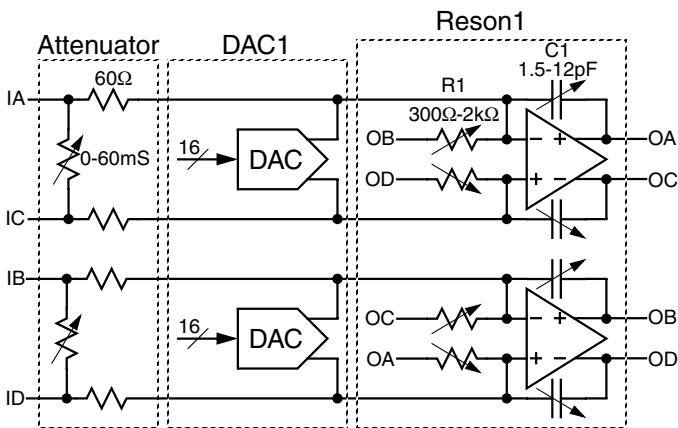 Reson1
Attenuator
DAC1
C1
60Ω
1.5-12pF
R1
IA
300Ω-2kΩ
16
OB
− +
OA
0-60mS
DAC
OD
+ −
OC
IC
IB
16
OC
− +
OB
DAC
OA
+ −
OD
ID